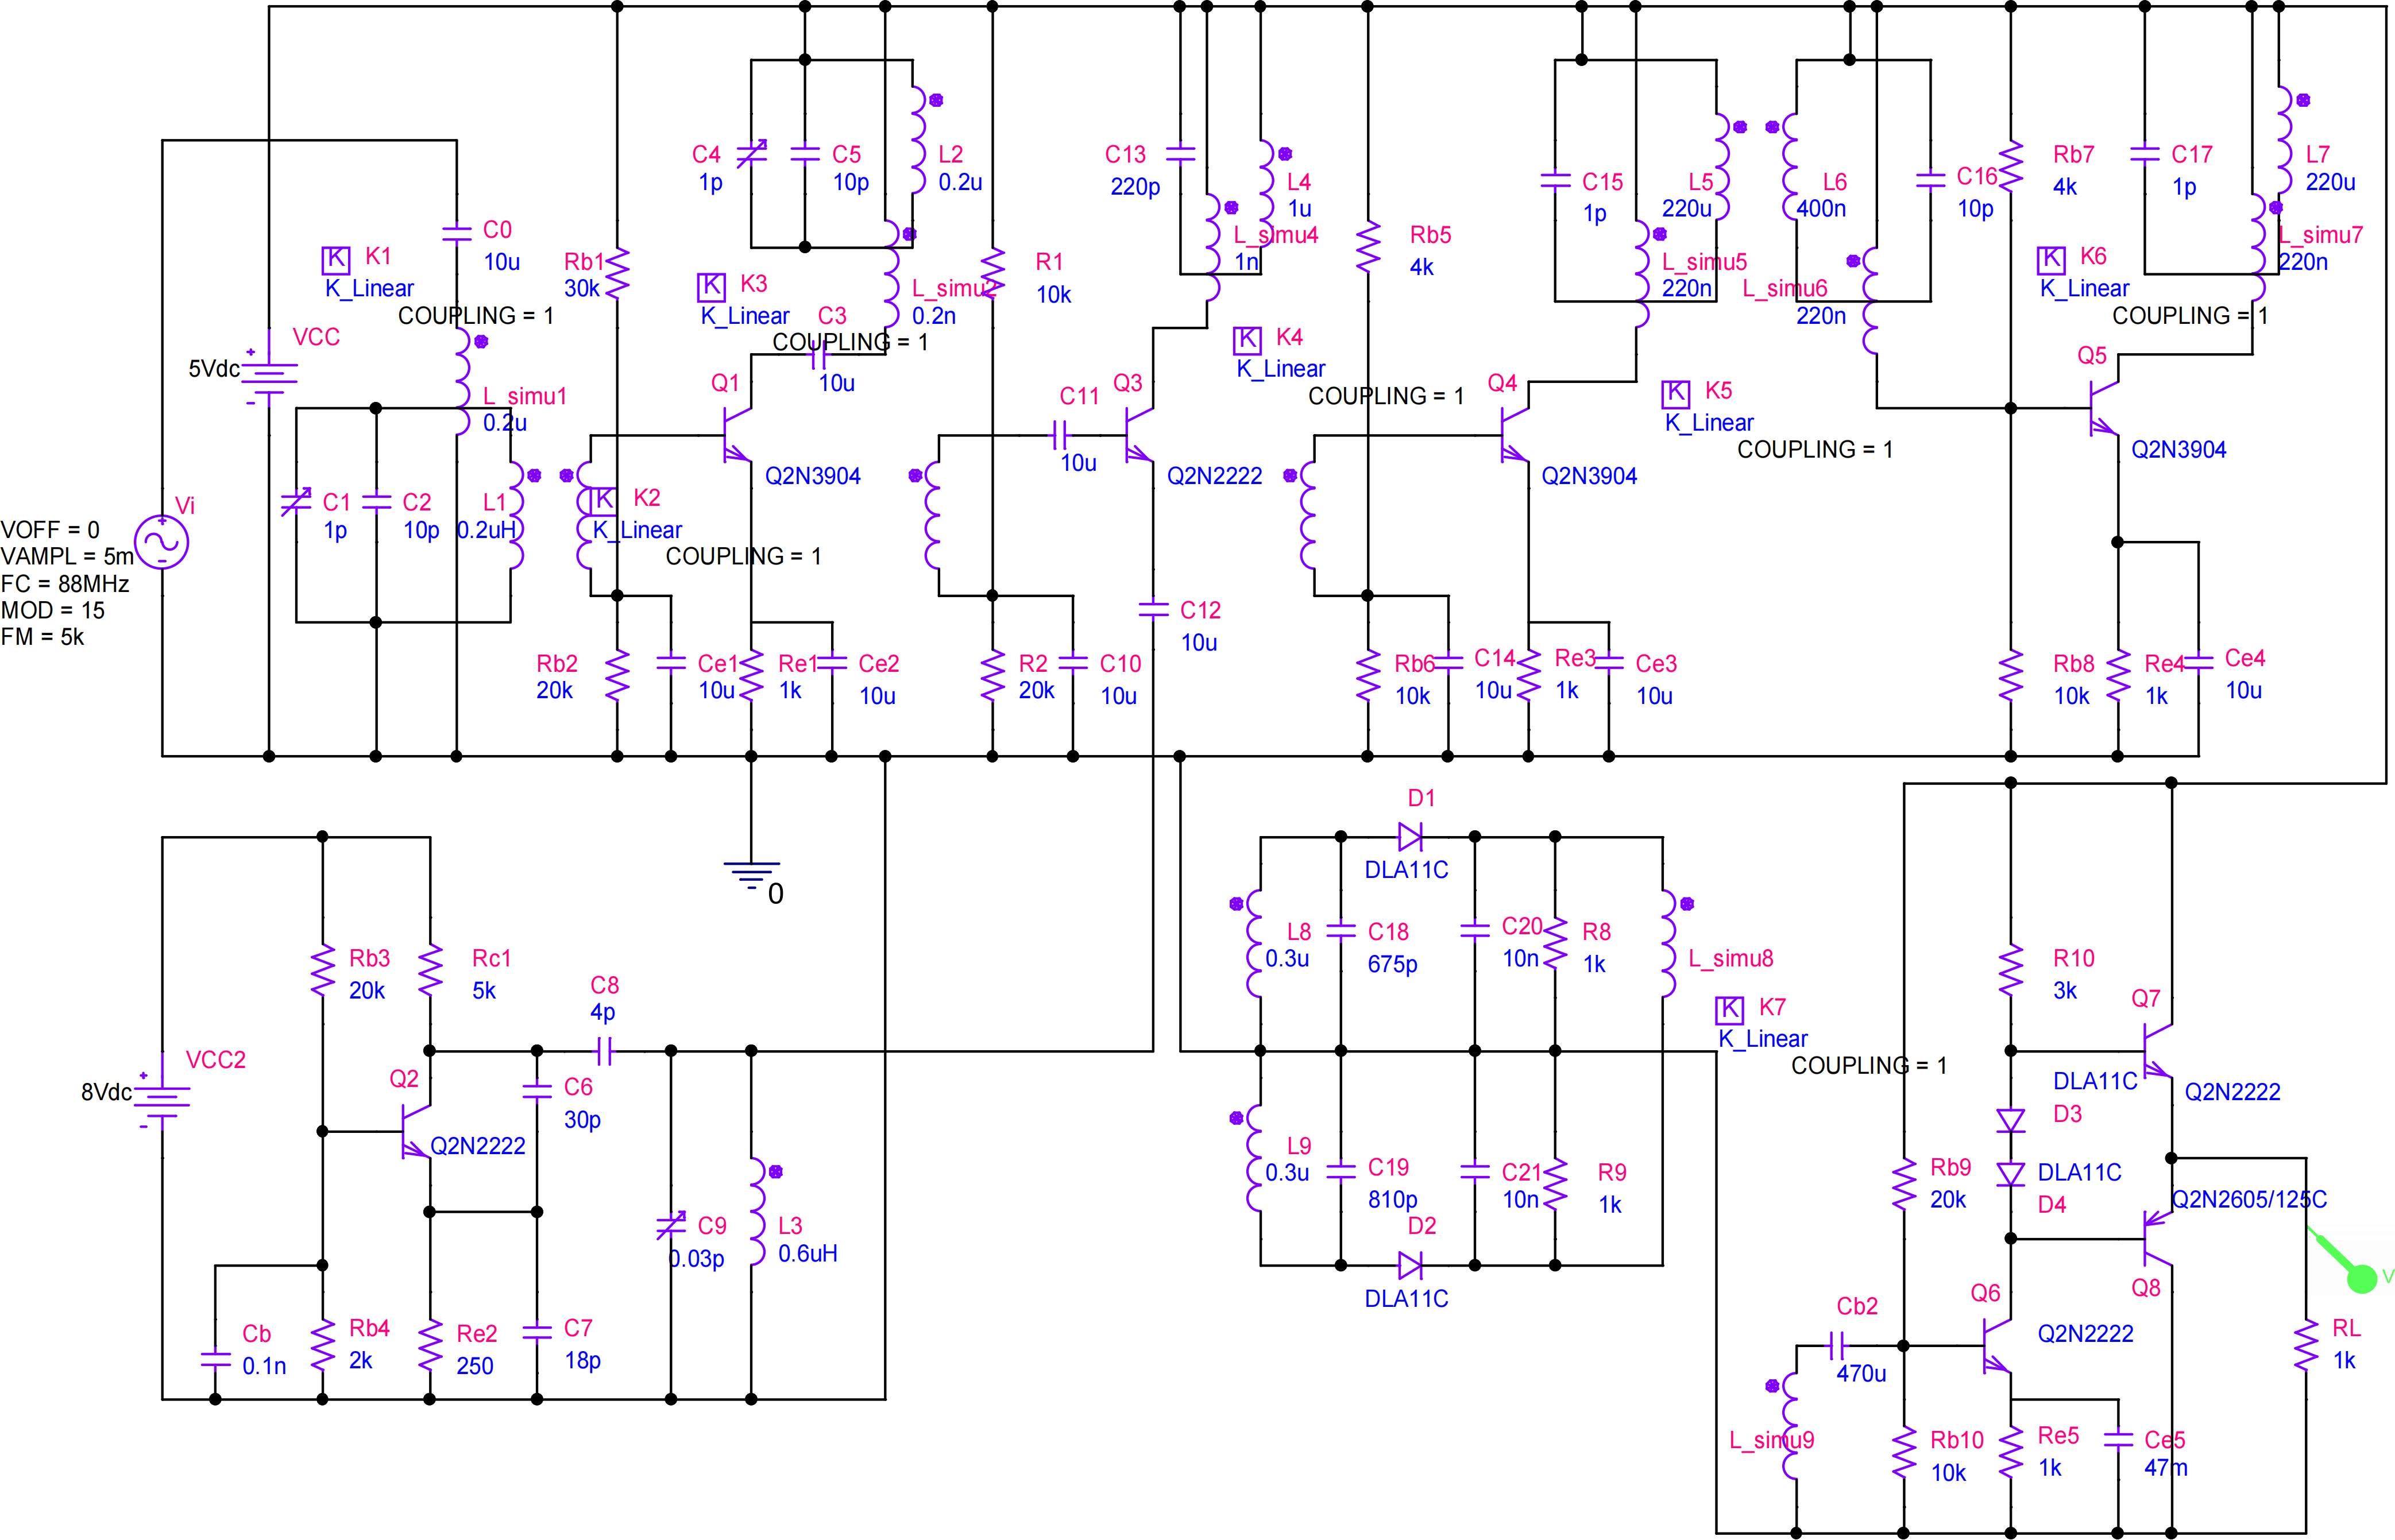 C4
1p
C5
10p
L2
0.2u
C13
220p
L4
1u
C15
1p
L5
220u
L6
400n
C16
10p
Rb7
4k
C17
1p
L7
220u
C0
10u
K
K1
K_Linear
COUPLING = 1
Rb1
30k
K
K3
K_Linear
COUPLING = 1
L_simu2
0.2n
C3
10u
R1
10k
L_simu4
1n
Rb5
4k
L_simu5
220n
L_simu6
220n
K
K6
K_Linear
COUPLING = 1
L_simu7
220n
VCC
5Vdc
+
-
L_simu1
0.2u
Q1
Q2N3904
C11
10u
Q3
Q2N2222
K
K4
K_Linear
COUPLING = 1
Q4
Q2N3904
K
K5
K_Linear
COUPLING = 1
Q5
Q2N3904
Vi
+
-
VOFF = 0
VAMPL = 5m
FC = 88MHz
MOD = 15
FM = 5k
C1
1p
C2
10p
L1
0.2uH
K
K2
K_Linear
COUPLING = 1
C12
10u
Rb2
20k
Ce1
10u
Re1
1k
Ce2
10u
R2
20k
C10
10u
Rb6
10k
C14
10u
Re3
1k
Ce3
10u
Rb8
10k
Re4
1k
Ce4
10u
0
D1
DLA11C
L8
0.3u
C18
675p
C20
10n
R8
1k
L_simu8
K
K7
K_Linear
COUPLING = 1
L9
0.3u
C19
810p
C21
10n
R9
1k
D2
DLA11C
Rb3
20k
Rc1
5k
C8
4p
VCC2
8Vdc
+
-
Q2
Q2N2222
C6
30p
C9
0.03p
L3
0.6uH
Cb
0.1n
Rb4
2k
Re2
250
C7
18p
R10
3k
Q7
Q2N2222
DLA11C
D3
DLA11C
D4
Rb9
20k
Q2N2605/125C
Q8
V
Q6
Q2N2222
Cb2
470u
RL
1k
L_simu9
Rb10
10k
Re5
1k
Ce5
47m